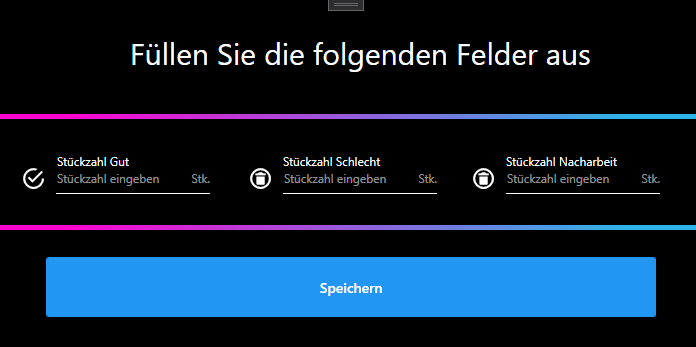 Füllen Sie die folgenden Felder aus
Stückzahl Gut
Stückzahl eingeben Stk.
Stückzahl Schlecht
Stückzahl eingeben Stk.
Stückzahl Nacharbeit
Stückzahl eingeben Stk.
Speichern